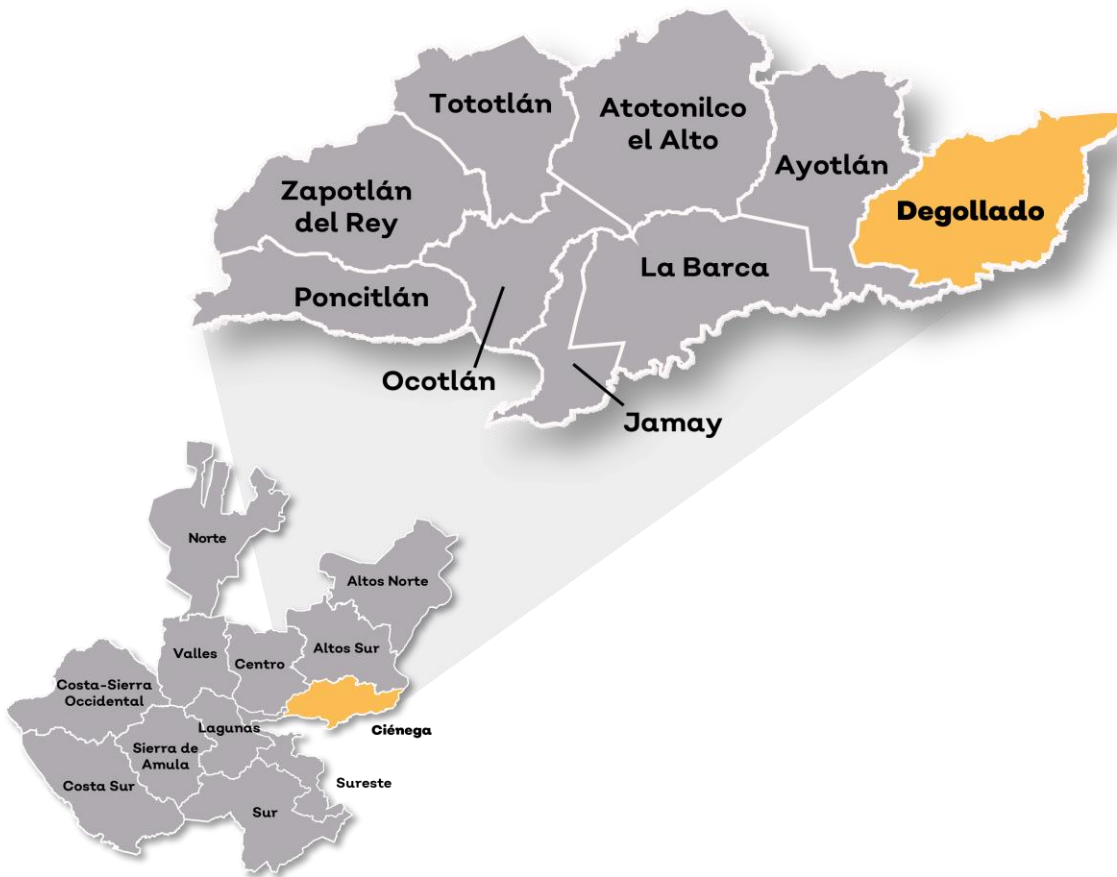 Tototlán
Atotonilco
el Alto
Ayotlán
Zapotlán
del Rey
Degollado
La Barca
Poncitlán
Ocotlán
Jamay
Norte
Altos Norte
Valles
Centro
Altos Sur
Costa-Sierra
Occidental
Lagunas
Ciénega
Sierra de
Amula
Costa Sur
Sureste
Sur